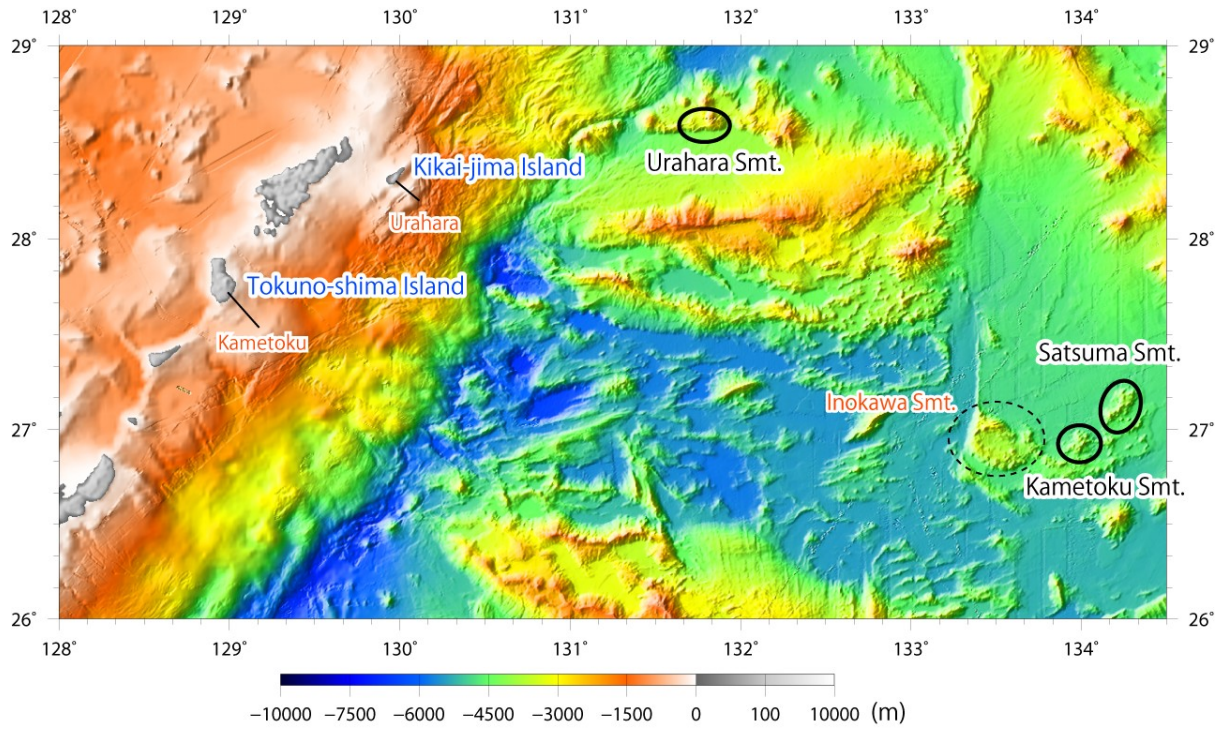 128° 129° 130° 131° 132° 133° 134°
29° 29°
Urahara Smt.
Kikai-jima Island
Urahara
28° 28°
Tokuno-shima Island
Kametoku
Satsuma Smt.
Inokawa Smt.
27° 27°
Kametoku Smt.
26° 26°
128° 129° 130° 131° 132° 133° 134°
−10000 −7500 −6000 −4500 −3000 −1500 0 100 10000 (m)